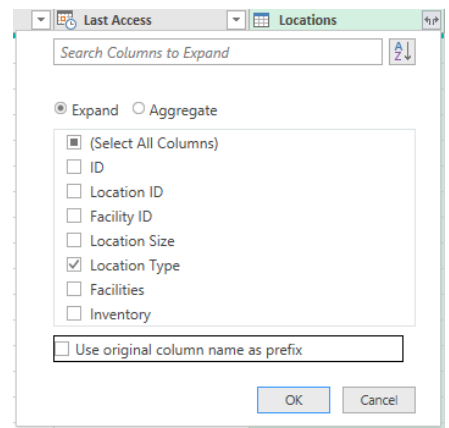 Last Access Locations
Search Columns to Expand
Expand Aggregate
(Select All Columns)
ID
Location ID
Facility ID
Location Size
Location Type
Facilities
Inventory
Use original column name as prefix
OK Cancel